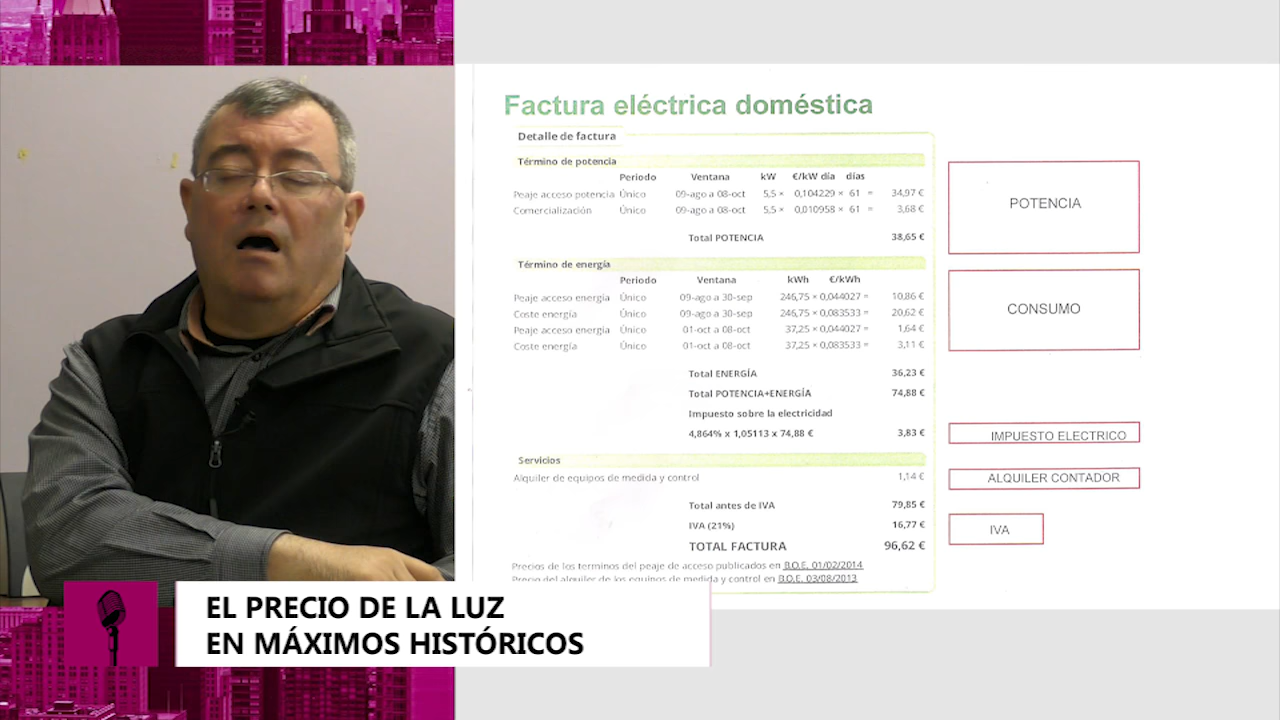 Factura eléctrica doméstica
Detalle de factura
Término de potencia
Periodo Ventana kW €/kW día días
Peaje acceso potencia Único 09-ago a 08-oct 5,5 × 0,104229 × 61 = 34,97 €
Comercialización 09-ago a 08-oct 5,5 × 0,010958 × 61 = 3,68 €
Total POTENCIA 38,65 €
Término de energía
Periodo Ventana kWh €/kWh
Peaje acceso energía Único 09-ago a 30-sep 246,75 × 0,044027 = 10,86 €
Coste energía Único 09-ago a 30-sep 246,75 × 0,083533 = 20,62 €
Peaje acceso energía Único 01-oct a 08-oct 37,25 × 0,044027 = 1,64 €
Coste energía Único 01-oct a 08-oct 37,25 × 0,083533 = 3,11 €
Total ENERGÍA 36,23 €
Total POTENCIA+ENERGÍA 74,88 €
Impuesto sobre la electricidad
4,864% x 1,05113 x 74,88 € 3,83 €
Servicios
Alquiler de equipos de medida y control 1,14 €
Total antes de IVA 79,85 €
IVA (21%) 16,77 €
TOTAL FACTURA 96,62 €
Precios de los terminos del peaje de acceso publicados en B.O.E. 01/02/2014
Precio del alquiler de los equipos de medida y control en B.O.E. 03/08/2013
POTENCIA
CONSUMO
IMPUESTO ELECTRICO
ALQUILER CONTADOR
IVA
EL PRECIO DE LA LUZ
EN MÁXIMOS HISTÓRICOS